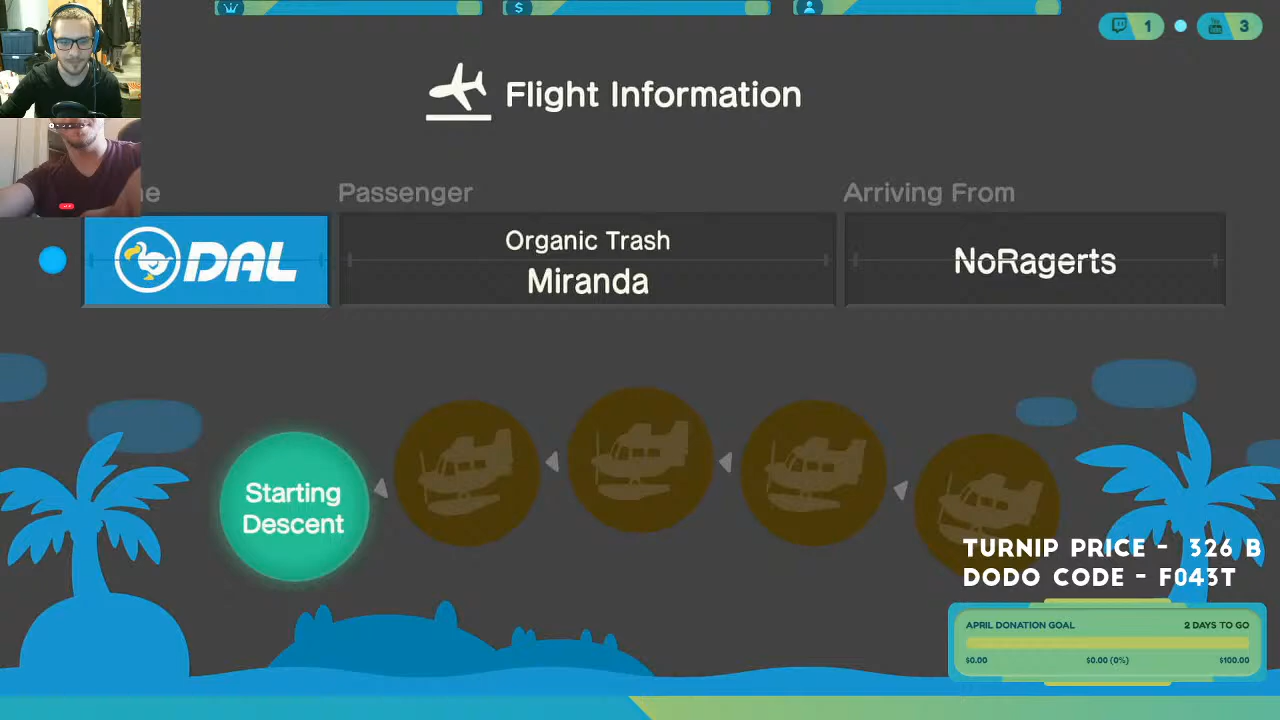 1
3
Flight Information
Passenger
Arriving From
DAL
Organic Trash
Miranda
NoRagerts
Starting
Descent
TURNIP PRICE - 326 B
DODO CODE - F043T
APRIL DONATION GOAL
2 DAYS TO GO
$0.00
$0.00 (0%)
$100.00